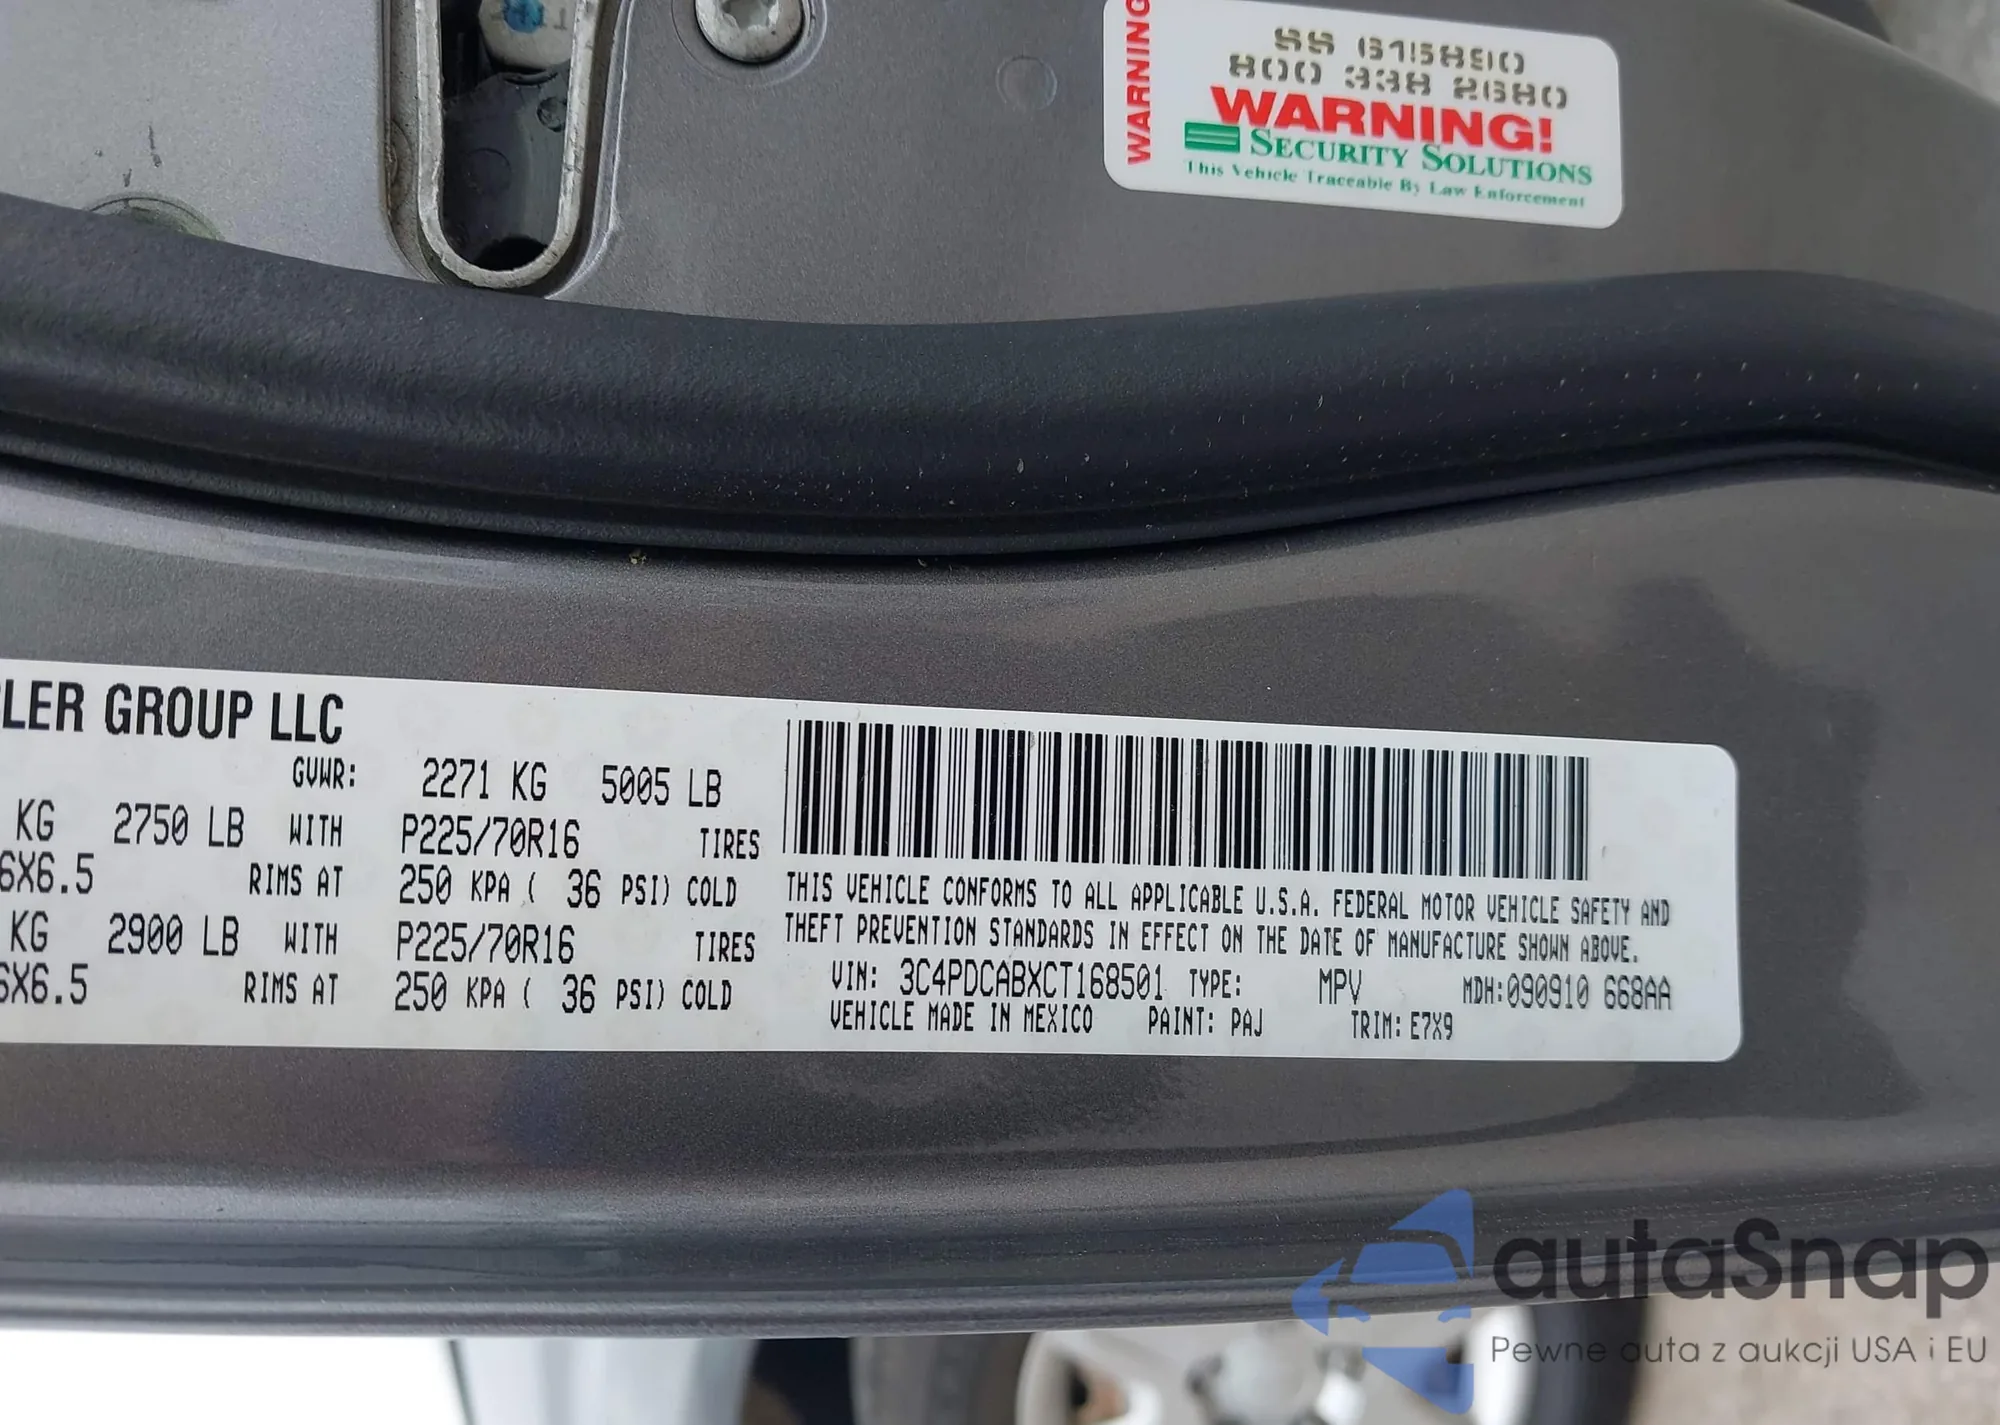 WARNING
SS 615890
800 338 2680
WARNING!
SECURITY SOLUTIONS
This Vehicle Traceable By Law Enforcement
LER GROUP LLC
GVWR: 2271 KG 5005 LB
KG 2750 LB WITH P225/70R16 TIRES
6X6.5 RIMS AT 250 KPA ( 36 PSI) COLD
KG 2900 LB WITH P225/70R16 TIRES
6X6.5 RIMS AT 250 KPA ( 36 PSI) COLD
THIS VEHICLE CONFORMS TO ALL APPLICABLE U.S.A. FEDERAL MOTOR VEHICLE SAFETY AND
THEFT PREVENTION STANDARDS IN EFFECT ON THE DATE OF MANUFACTURE SHOWN ABOVE.
VIN: 3C4PDCABXCT168501 TYPE: MPV MDH:090910 668AA
VEHICLE MADE IN MEXICO PAINT: PAJ TRIM: E7X9
autaSnap
Pewne auta z aukcji USA i EU